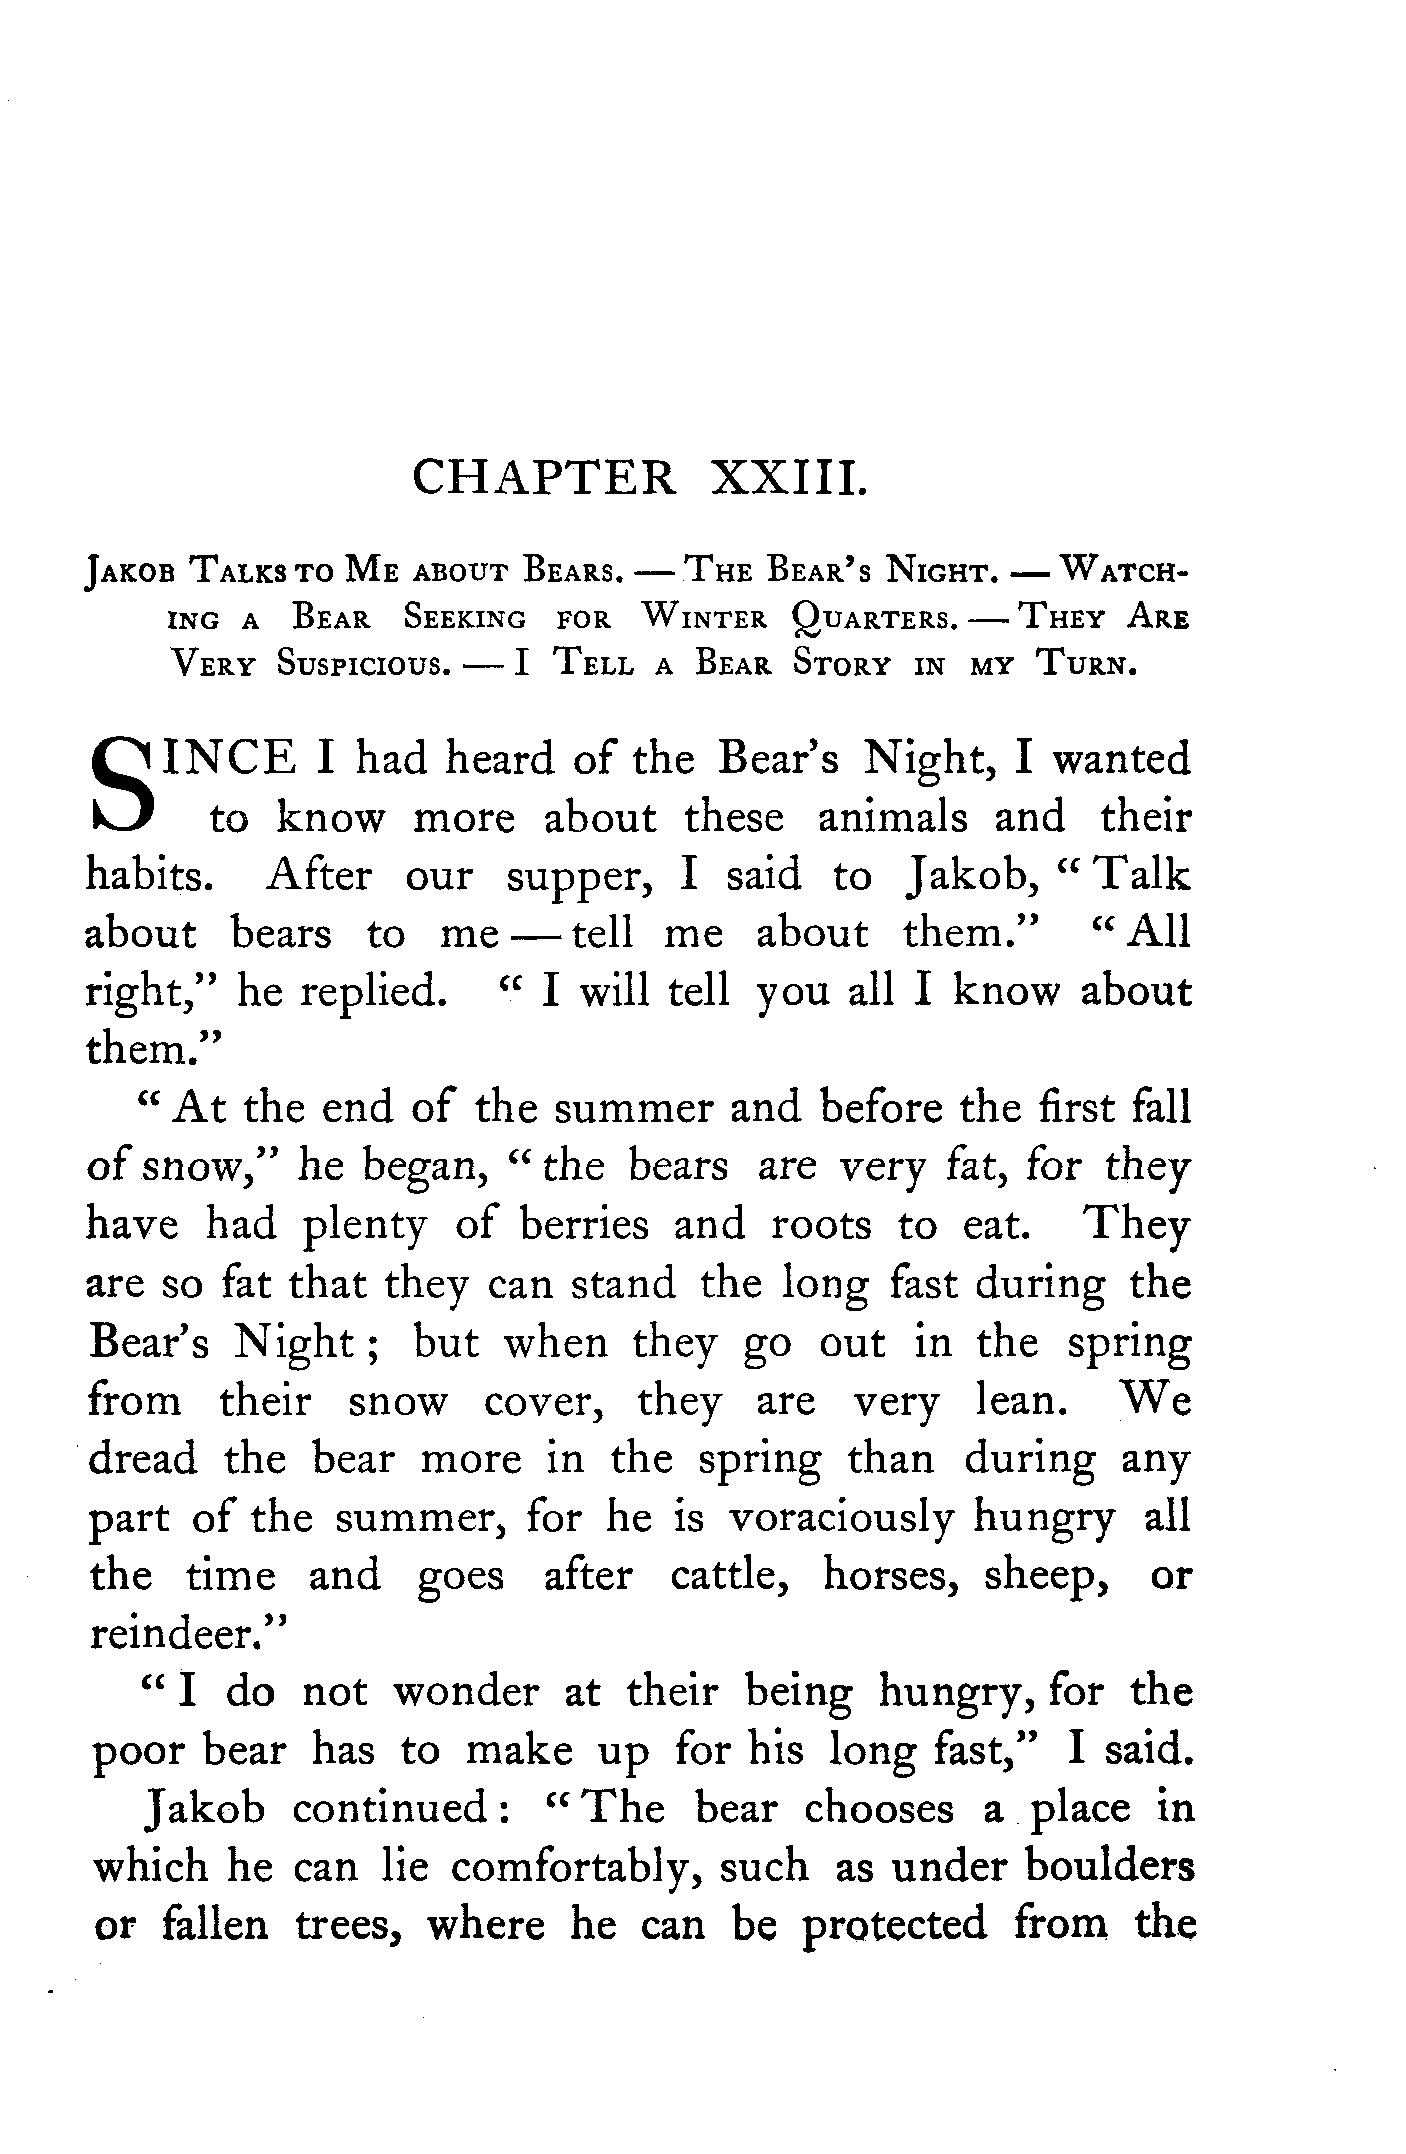 CHAPTER XXIII.
Jakob Talks to Me about Bears. — The Bear's Night. — Watch-
ing a Bear Seeking for Winter Quarters. — They Are
Very Suspicious. — I Tell a Bear Story in my Turn.
SINCE I had heard of the Bear's Night, I wanted
to know more about these animals and their
habits. After our supper, I said to Jakob, "Talk
about bears to me — tell me about them." "All
right," he replied. "I will tell you all I know about
them."
"At the end of the summer and before the first fall
of snow," he began, "the bears are very fat, for they
have had plenty of berries and roots to eat. They
are so fat that they can stand the long fast during the
Bear's Night; but when they go out in the spring
from their snow cover, they are very lean. We
dread the bear more in the spring than during any
part of the summer, for he is voraciously hungry all
the time and goes after cattle, horses, sheep, or
reindeer."
"I do not wonder at their being hungry, for the
poor bear has to make up for his long fast," I said.
Jakob continued: "The bear chooses a place in
which he can lie comfortably, such as under boulders
or fallen trees, where he can be protected from the